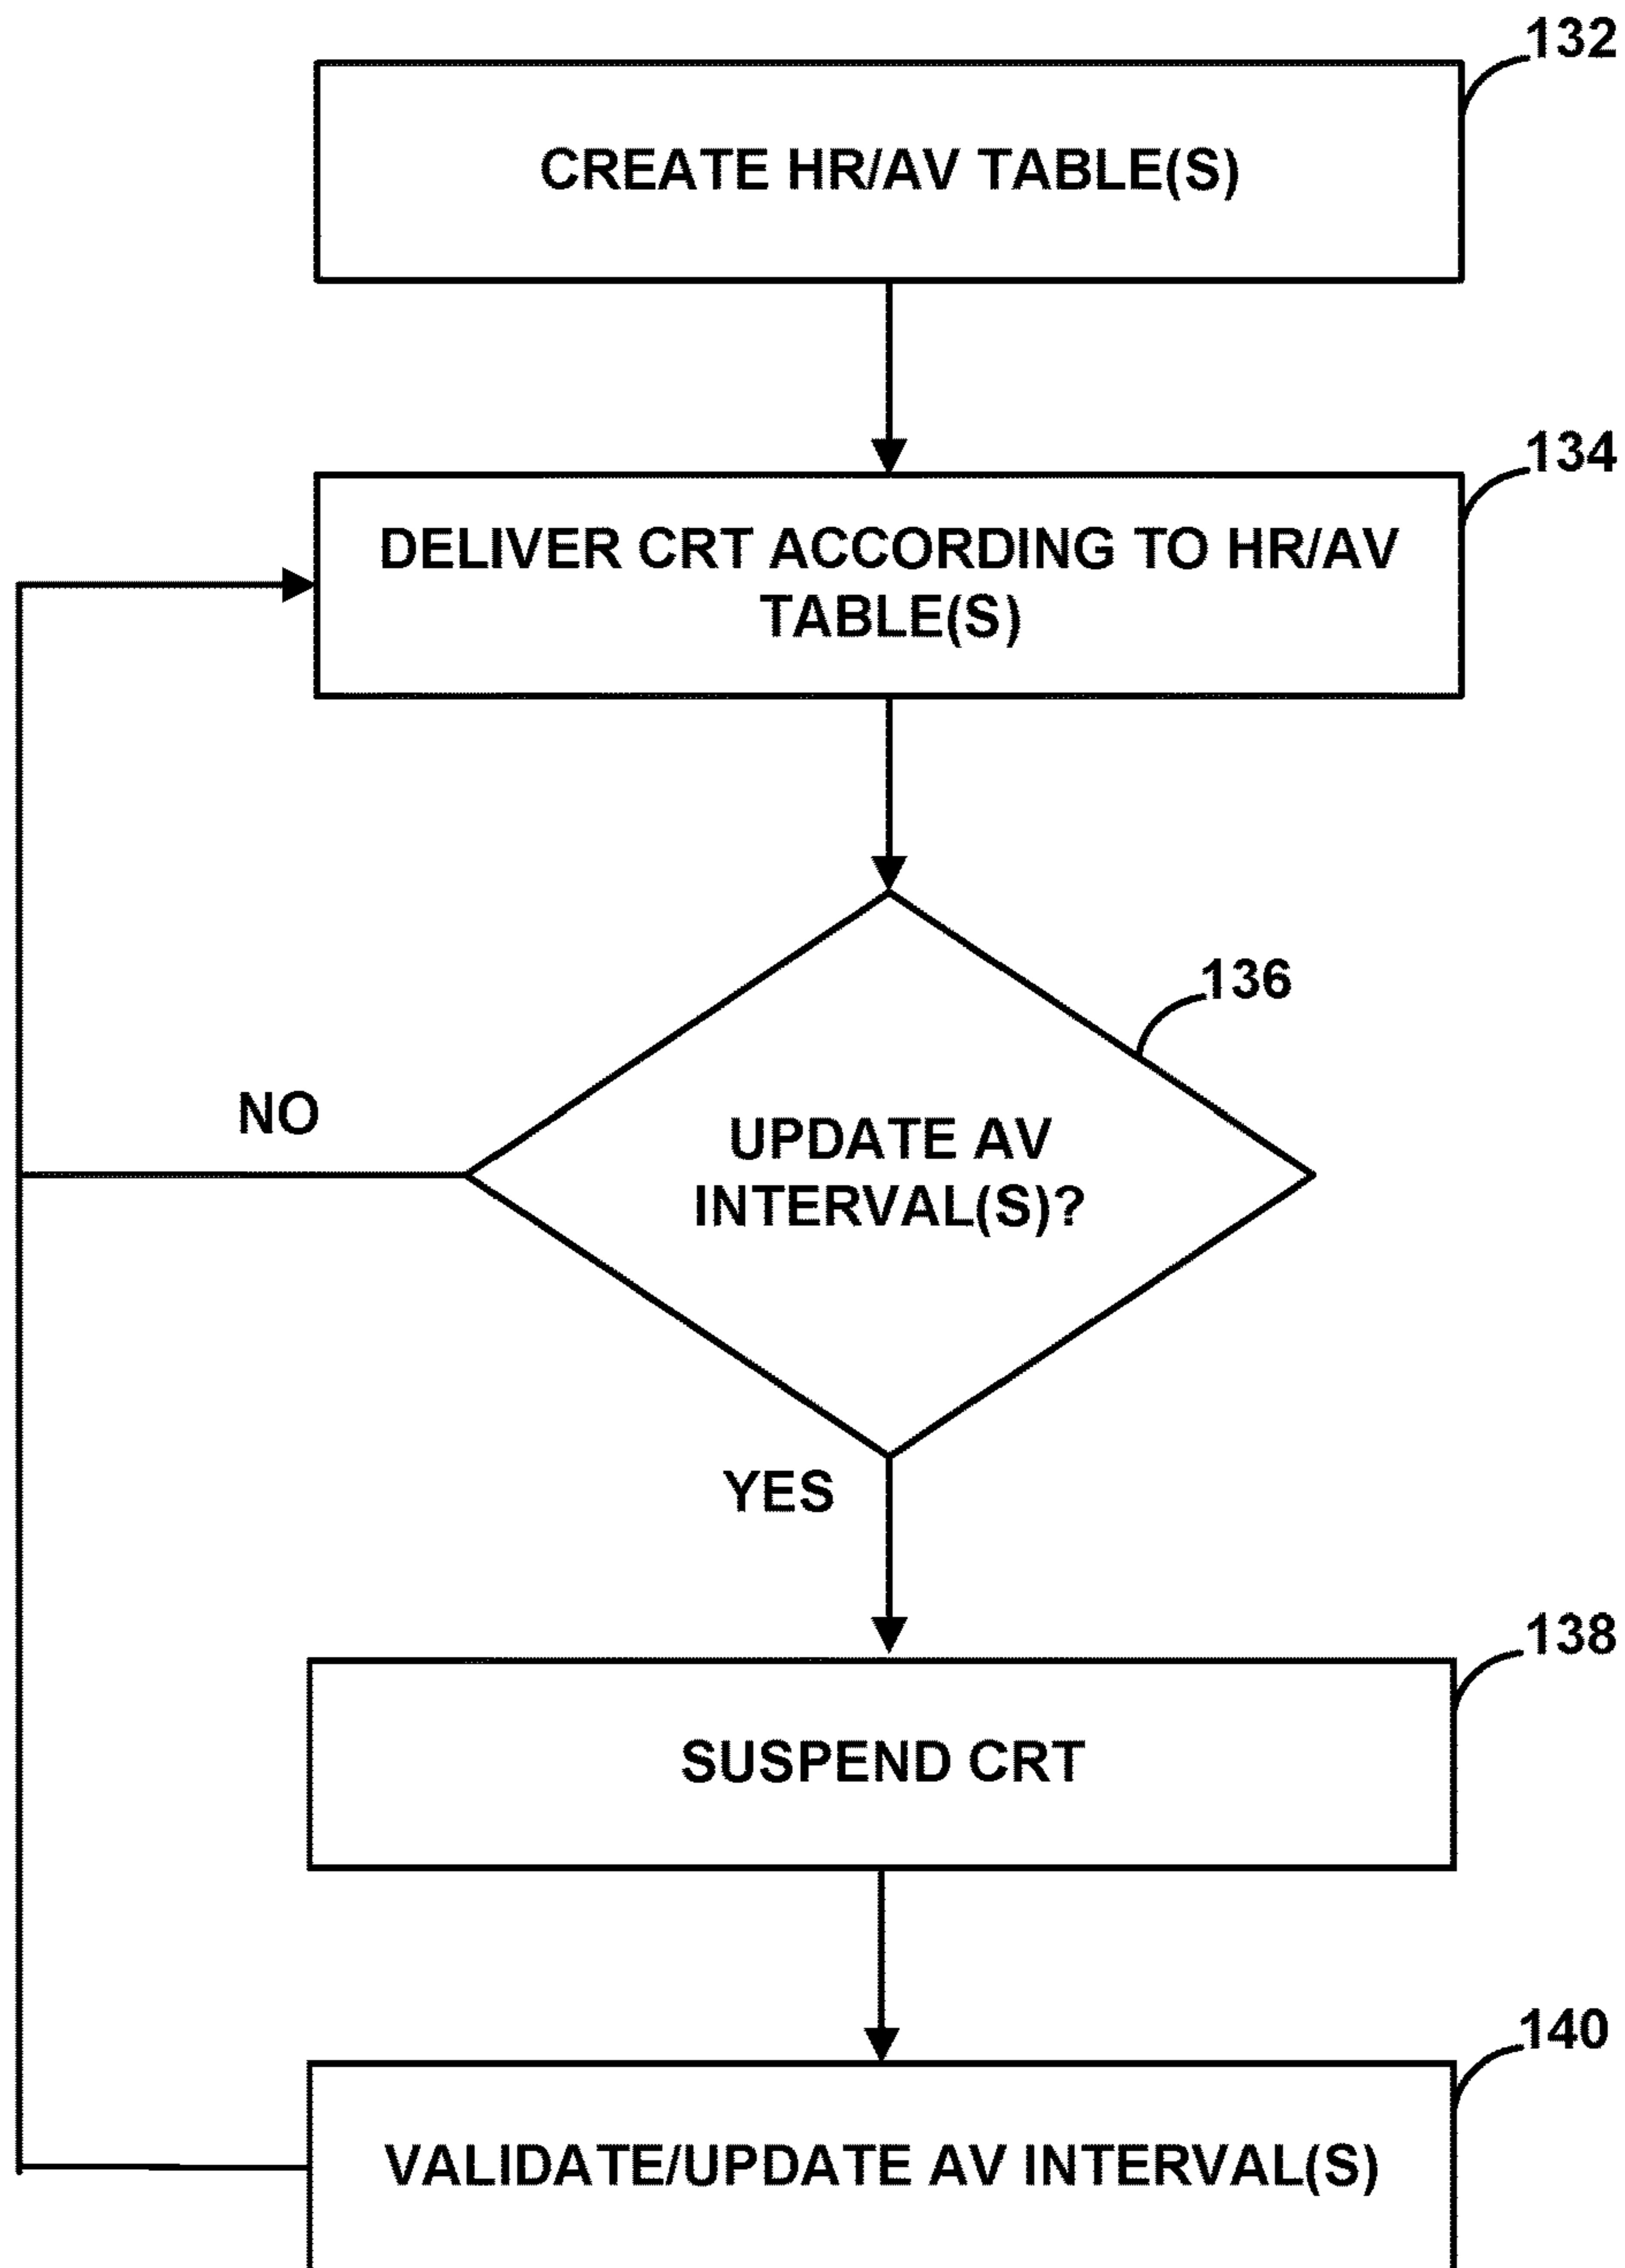 132
CREATE HR/AV TABLE(S)
134
DELIVER CRT ACCORDING TO HR/AV
TABLE(S)
136
UPDATE AV
INTERVAL(S)?
NO
YES
138
SUSPEND CRT
140
VALIDATE/UPDATE AV INTERVAL(S)